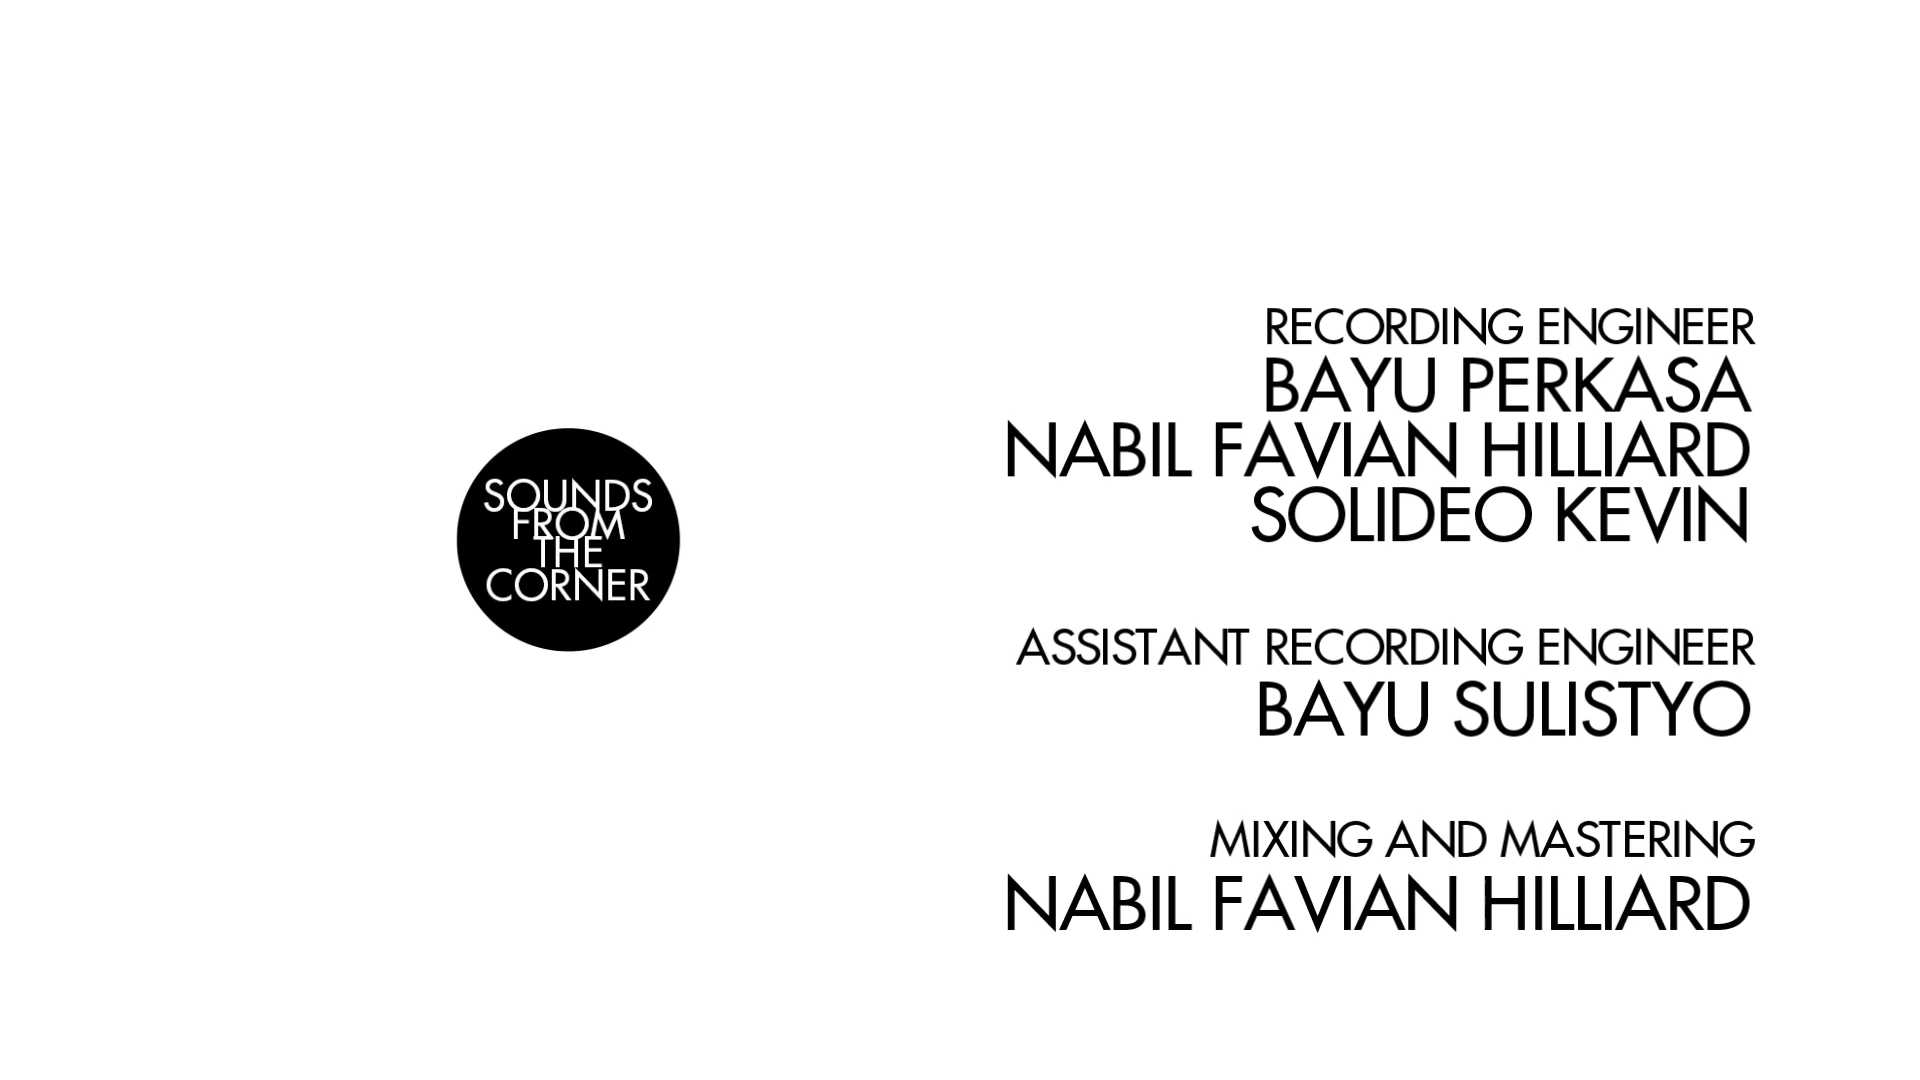 SOUNDS
FROM
THE
CORNER
RECORDING ENGINEER
BAYU PERKASA
NABIL FAVIAN HILLIARD
SOLIDEO KEVIN
ASSISTANT RECORDING ENGINEER
BAYU SULISTYO
MIXING AND MASTERING
NABIL FAVIAN HILLIARD